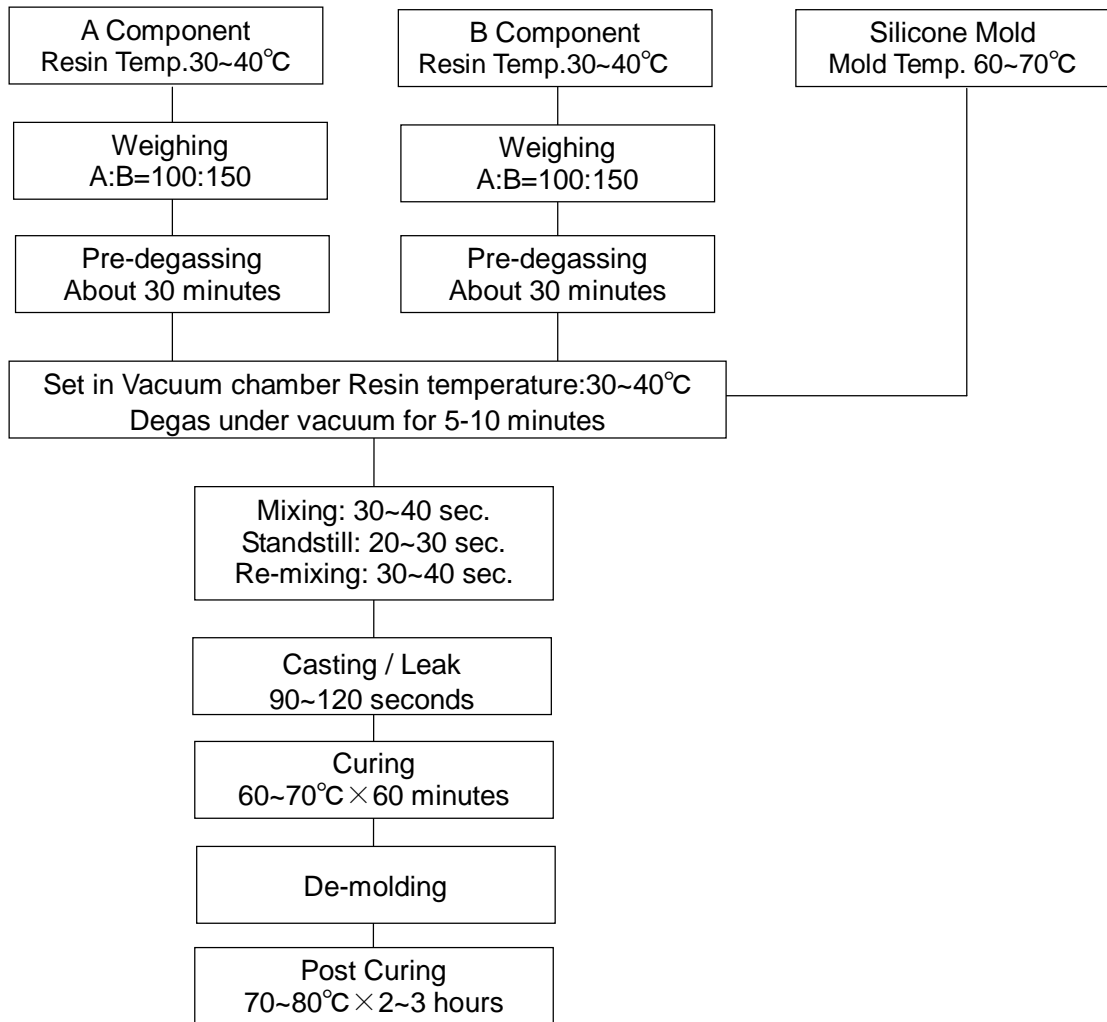 A Component
Resin Temp.30~40℃
B Component
Resin Temp.30~40℃
Silicone Mold
Mold Temp. 60~70℃
Weighing
A:B=100:150
Weighing
A:B=100:150
Pre-degassing
About 30 minutes
Pre-degassing
About 30 minutes
Set in Vacuum chamber Resin temperature:30~40℃
Degas under vacuum for 5-10 minutes
Mixing: 30~40 sec.
Standstill: 20~30 sec.
Re-mixing: 30~40 sec.
Casting / Leak
90~120 seconds
Curing
60~70℃×60 minutes
De-molding
Post Curing
70~80℃×2~3 hours